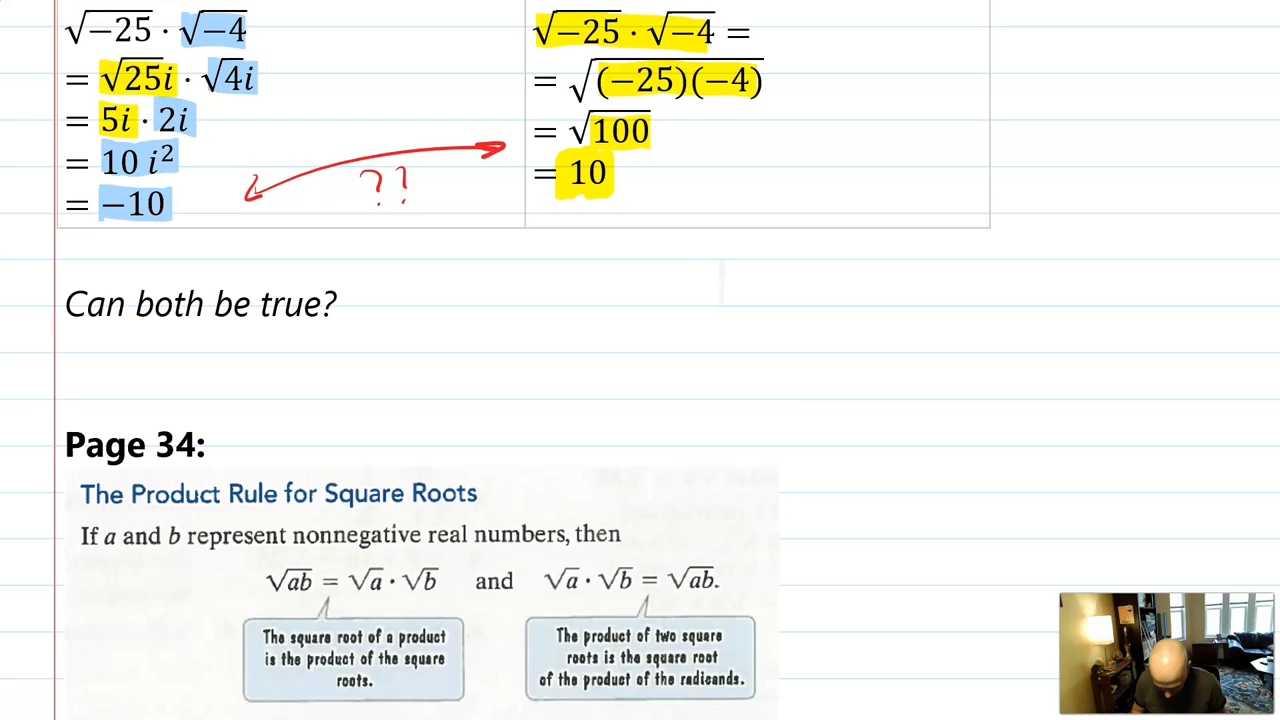 √−25 · √−4
= √25i · √4i
= 5i · 2i
= 10 i²
= −10
√−25 · √−4 =
= √(−25)(−4)
= √100
= 10
??
Can both be true?
Page 34:
The Product Rule for Square Roots
If a and b represent nonnegative real numbers, then
√ab = √a · √b and √a · √b = √ab.
The square root of a product
is the product of the square
roots.
The product of two square
roots is the square root
of the product of the radicands.